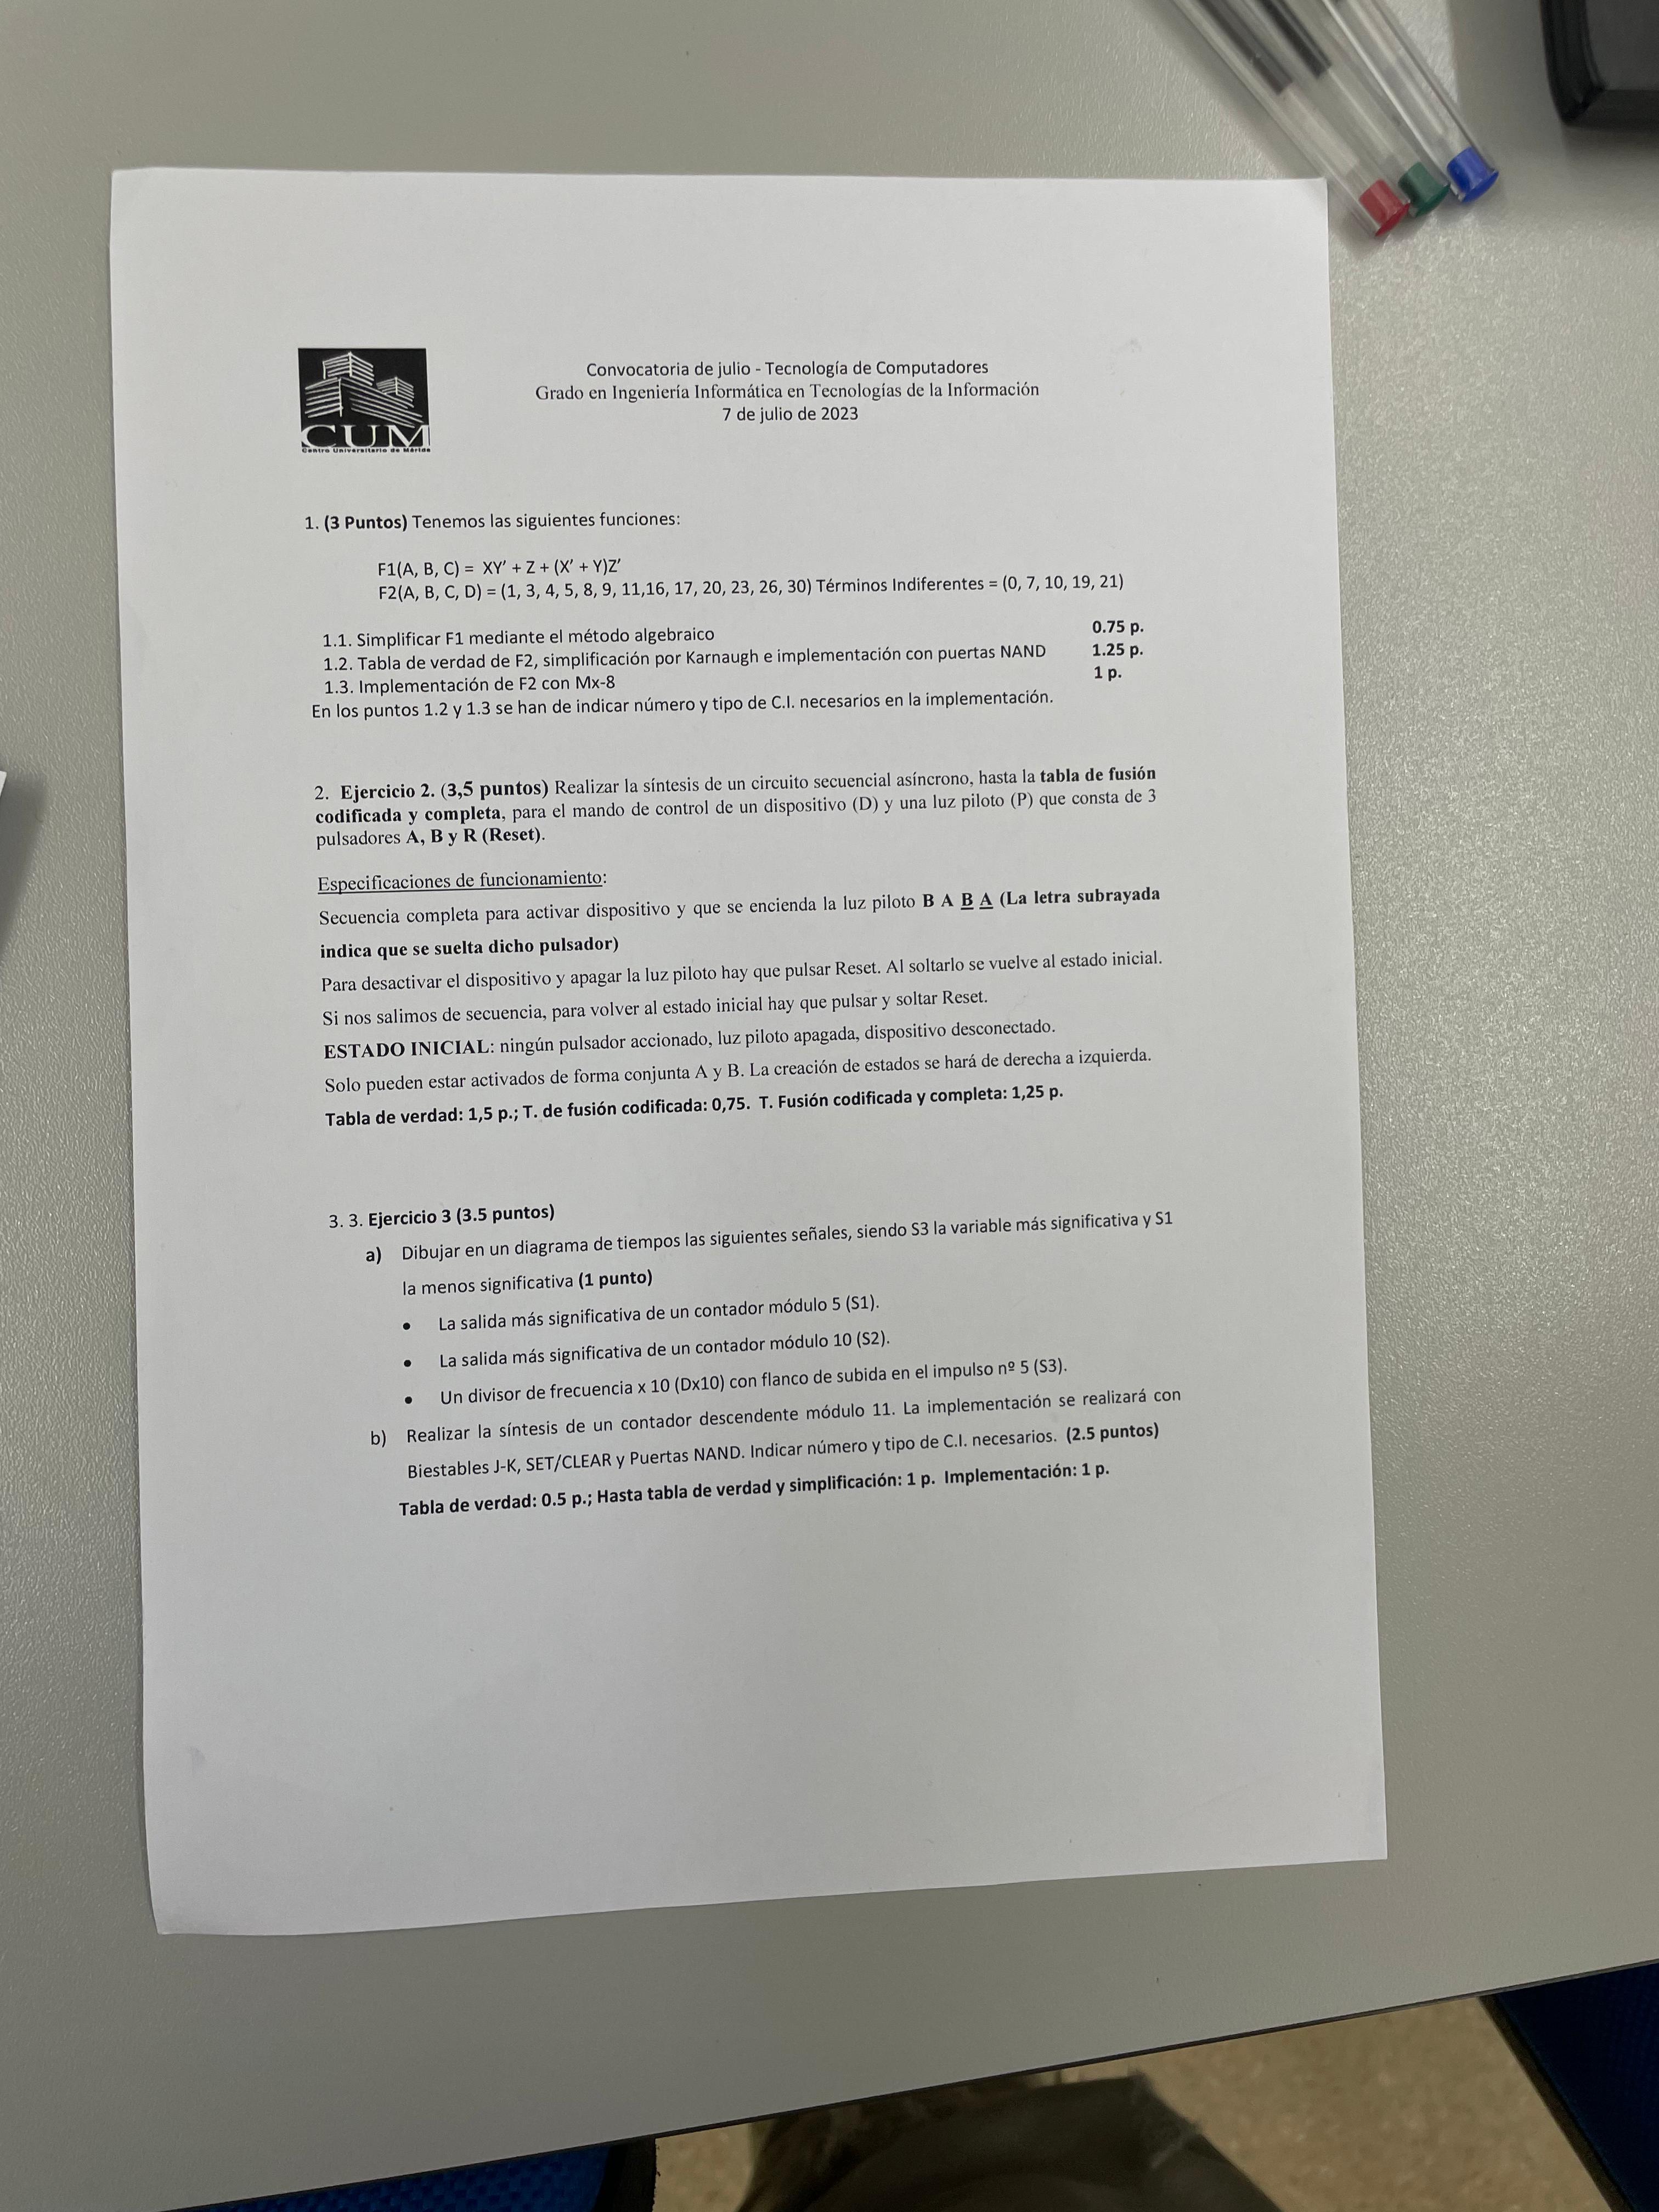 CUM
Centro Universitario de Mérida
Convocatoria de julio - Tecnología de Computadores
Grado en Ingeniería Informática en Tecnologías de la Información
7 de julio de 2023
1. (3 Puntos) Tenemos las siguientes funciones:
F1(A, B, C) = XY' + Z + (X' + Y)Z'
F2(A, B, C, D) = (1, 3, 4, 5, 8, 9, 11,16, 17, 20, 23, 26, 30) Términos Indiferentes = (0, 7, 10, 19, 21)
1.1. Simplificar F1 mediante el método algebraico 0.75 p.
1.2. Tabla de verdad de F2, simplificación por Karnaugh e implementación con puertas NAND 1.25 p.
1.3. Implementación de F2 con Mx-8 1 p.
En los puntos 1.2 y 1.3 se han de indicar número y tipo de C.I. necesarios en la implementación.
2. Ejercicio 2. (3,5 puntos) Realizar la síntesis de un circuito secuencial asíncrono, hasta la tabla de fusión
codificada y completa, para el mando de control de un dispositivo (D) y una luz piloto (P) que consta de 3
pulsadores A, B y R (Reset).
Especificaciones de funcionamiento:
Secuencia completa para activar dispositivo y que se encienda la luz piloto B A B A (La letra subrayada
indica que se suelta dicho pulsador)
Para desactivar el dispositivo y apagar la luz piloto hay que pulsar Reset. Al soltarlo se vuelve al estado inicial.
Si nos salimos de secuencia, para volver al estado inicial hay que pulsar y soltar Reset.
ESTADO INICIAL: ningún pulsador accionado, luz piloto apagada, dispositivo desconectado.
Solo pueden estar activados de forma conjunta A y B. La creación de estados se hará de derecha a izquierda.
Tabla de verdad: 1,5 p.; T. de fusión codificada: 0,75. T. Fusión codificada y completa: 1,25 p.
3. 3. Ejercicio 3 (3.5 puntos)
a) Dibujar en un diagrama de tiempos las siguientes señales, siendo S3 la variable más significativa y S1
la menos significativa (1 punto)
• La salida más significativa de un contador módulo 5 (S1).
• La salida más significativa de un contador módulo 10 (S2).
• Un divisor de frecuencia x 10 (Dx10) con flanco de subida en el impulso nº 5 (S3).
b) Realizar la síntesis de un contador descendente módulo 11. La implementación se realizará con
Biestables J-K, SET/CLEAR y Puertas NAND. Indicar número y tipo de C.I. necesarios. (2.5 puntos)
Tabla de verdad: 0.5 p.; Hasta tabla de verdad y simplificación: 1 p. Implementación: 1 p.